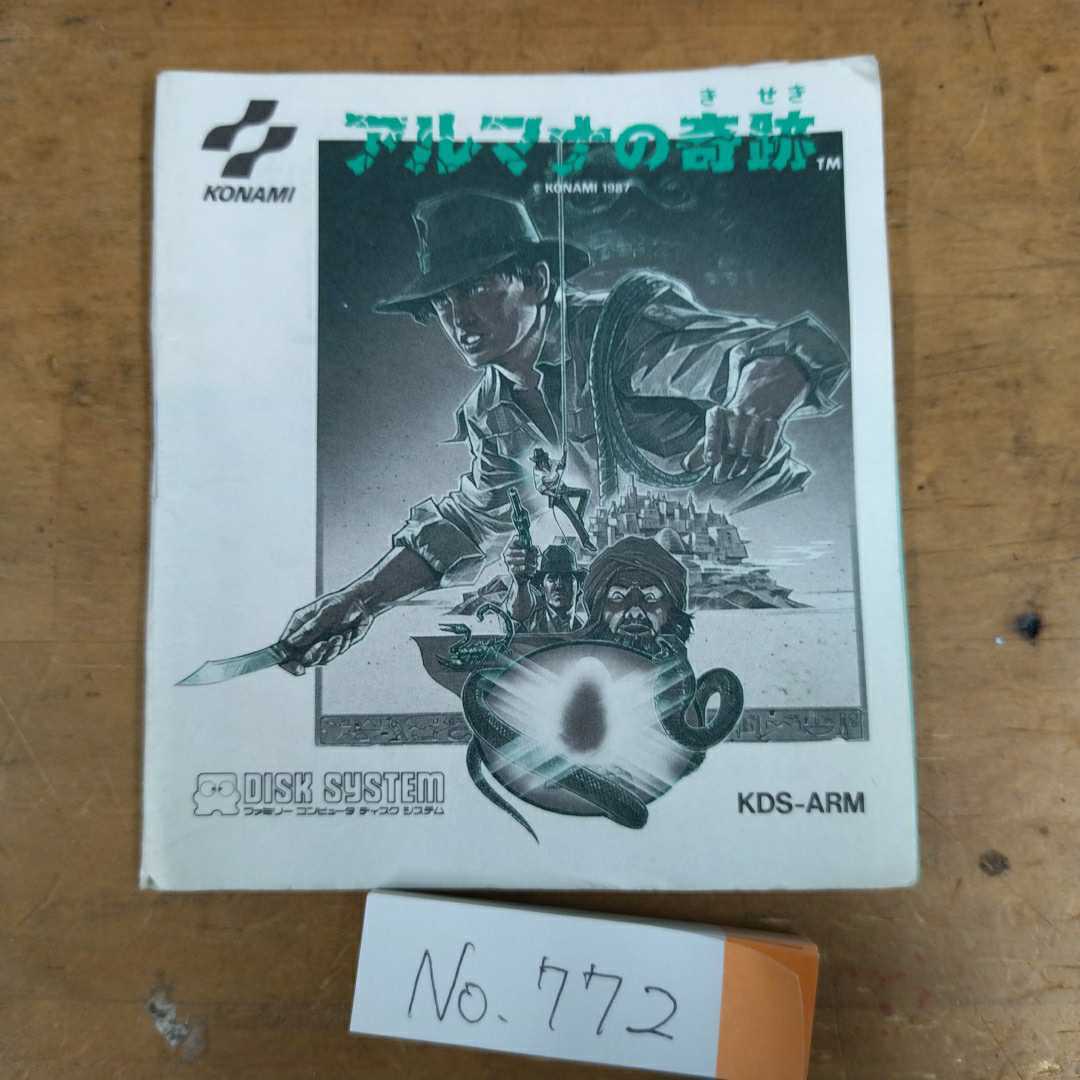 きせき
アルマナの奇跡™
KONAMI
© KONAMI 1987
DISK SYSTEM
ファミリー コンピュータ ディスク システム
KDS-ARM
No.772